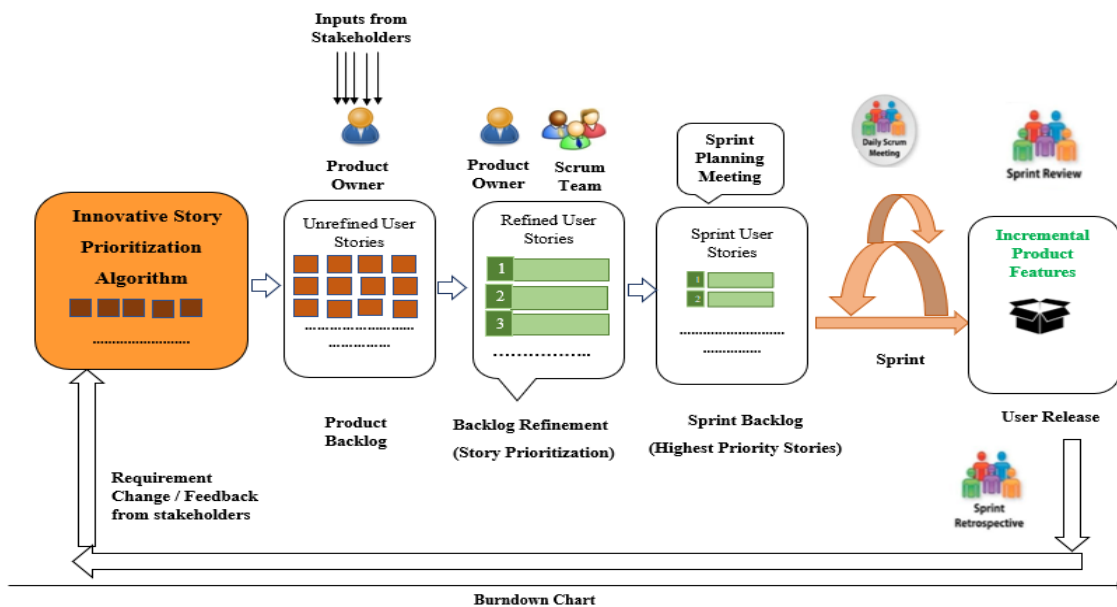 Inputs from
Stakeholders
Product
Owner
Product
Owner
Scrum
Team
Sprint
Planning
Meeting
Daily Scrum
Meeting
Sprint Review
Innovative Story
Prioritization
Algorithm
........................
Unrefined User
Stories
........................
...............
Refined User
Stories
1
2
3
..................
Sprint User
Stories
1
2
........................
...............
Incremental
Product
Features
Sprint
Product
Backlog
Backlog Refinement
(Story Prioritization)
Sprint Backlog
(Highest Priority Stories)
User Release
Requirement
Change / Feedback
from stakeholders
Sprint
Retrospective
Burndown Chart